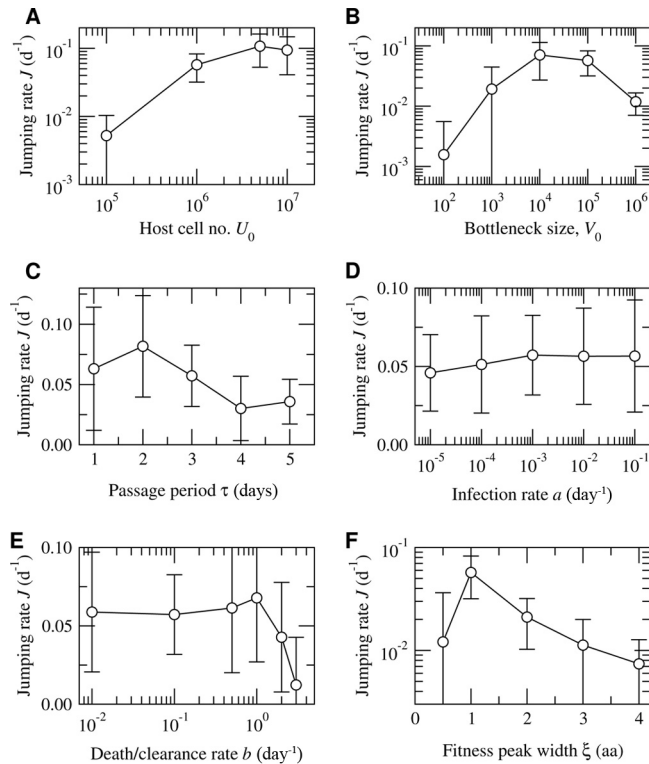 A
B
Jumping rate J (d⁻¹)
10⁻¹
10⁻²
10⁻³
10⁵
10⁶
10⁷
Host cell no. U₀
Jumping rate J (d⁻¹)
10⁻¹
10⁻²
10⁻³
10²
10³
10⁴
10⁵
10⁶
Bottleneck size, V₀
C
D
Jumping rate J (d⁻¹)
0.10
0.05
0.00
1 2 3 4 5
Passage period τ (days)
Jumping rate J (d⁻¹)
0.10
0.05
0.00
10⁻⁵ 10⁻⁴ 10⁻³ 10⁻² 10⁻¹
Infection rate a (day⁻¹)
E
F
Jumping rate J (d⁻¹)
0.10
0.05
0.00
10⁻² 10⁻¹ 10⁰
Death/clearance rate b (day⁻¹)
Jumping rate J (d⁻¹)
10⁻¹
10⁻²
0 1 2 3 4
Fitness peak width ξ (aa)